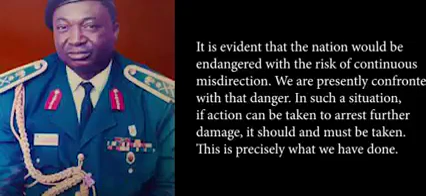 It is evident that the nation would be
endangered with the risk of continuous
misdirection. We are presently confronte
with that danger. In such a situation,
if action can be taken to arrest further
damage, it should and must be taken.
This is precisely what we have done.